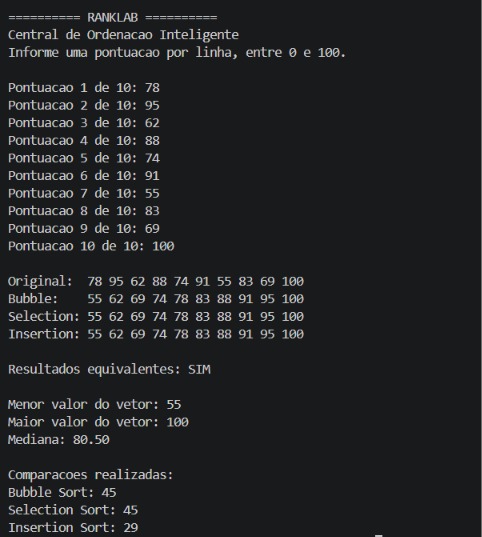 ========== RANKLAB ==========
Central de Ordenacao Inteligente
Informe uma pontuacao por linha, entre 0 e 100.
Pontuacao 1 de 10: 78
Pontuacao 2 de 10: 95
Pontuacao 3 de 10: 62
Pontuacao 4 de 10: 88
Pontuacao 5 de 10: 74
Pontuacao 6 de 10: 91
Pontuacao 7 de 10: 55
Pontuacao 8 de 10: 83
Pontuacao 9 de 10: 69
Pontuacao 10 de 10: 100
Original:  78 95 62 88 74 91 55 83 69 100
Bubble:    55 62 69 74 78 83 88 91 95 100
Selection: 55 62 69 74 78 83 88 91 95 100
Insertion: 55 62 69 74 78 83 88 91 95 100
Resultados equivalentes: SIM
Menor valor do vetor: 55
Maior valor do vetor: 100
Mediana: 80.50
Comparacoes realizadas:
Bubble Sort: 45
Selection Sort: 45
Insertion Sort: 29